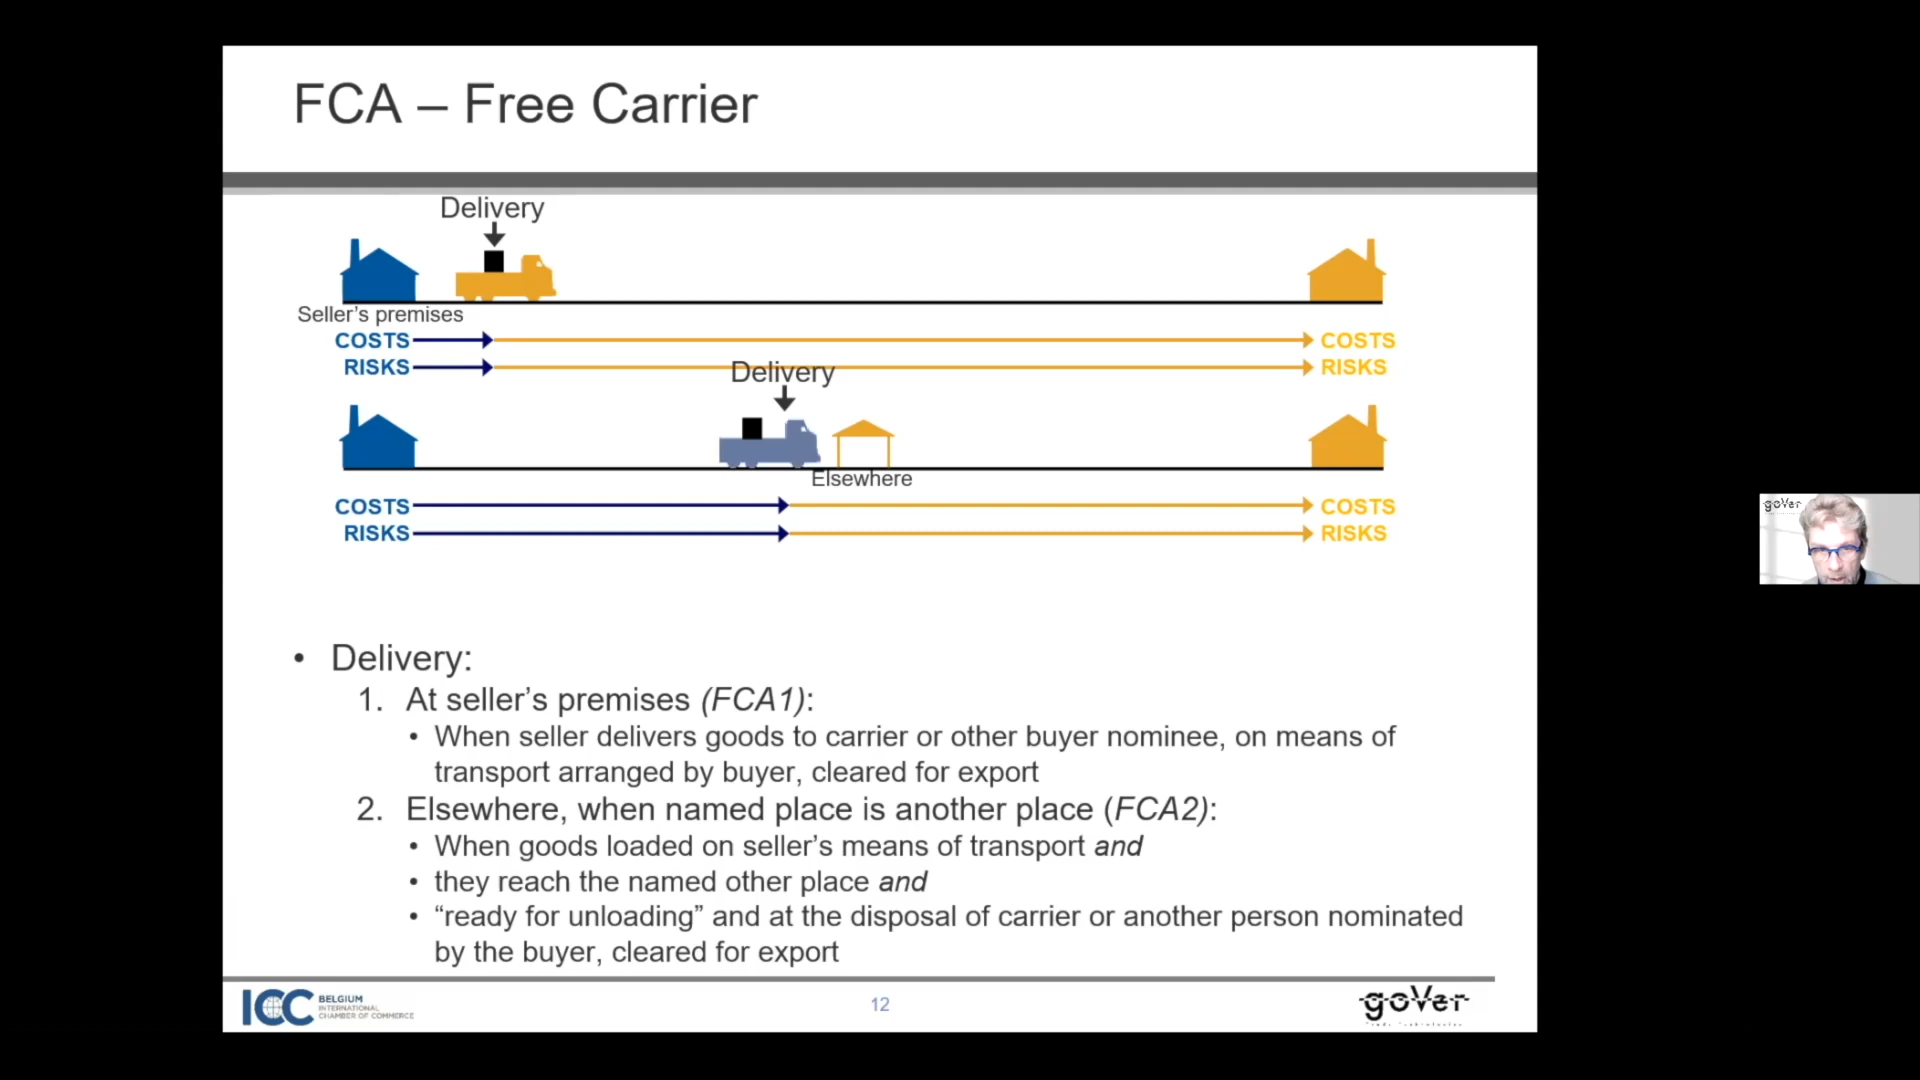 FCA – Free Carrier
Delivery
Seller’s premises
COSTS
COSTS
RISKS
RISKS
Delivery
Elsewhere
COSTS
COSTS
RISKS
RISKS
• Delivery:
1. At seller’s premises (FCA1):
• When seller delivers goods to carrier or other buyer nominee, on means of
transport arranged by buyer, cleared for export
2. Elsewhere, when named place is another place (FCA2):
• When goods loaded on seller’s means of transport and
• they reach the named other place and
• “ready for unloading” and at the disposal of carrier or another person nominated
by the buyer, cleared for export
ICC
BELGIUM
INTERNATIONAL
CHAMBER OF COMMERCE
12
goVer
goVer